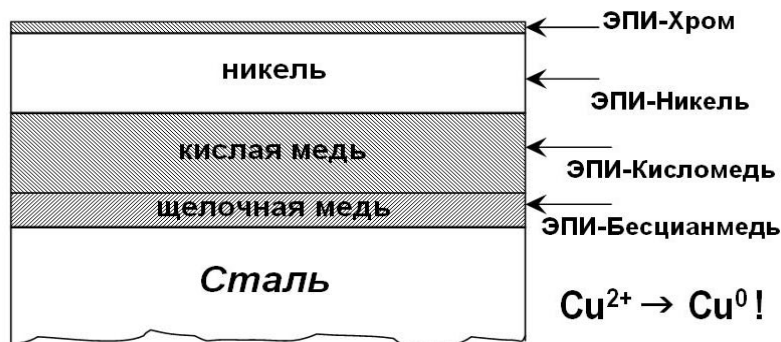 ЭПИ-Хром
никель
ЭПИ-Никель
кислая медь
ЭПИ-Кисломедь
щелочная медь
ЭПИ-Бесцианмедь
Сталь
Cu²⁺ → Cu⁰ !